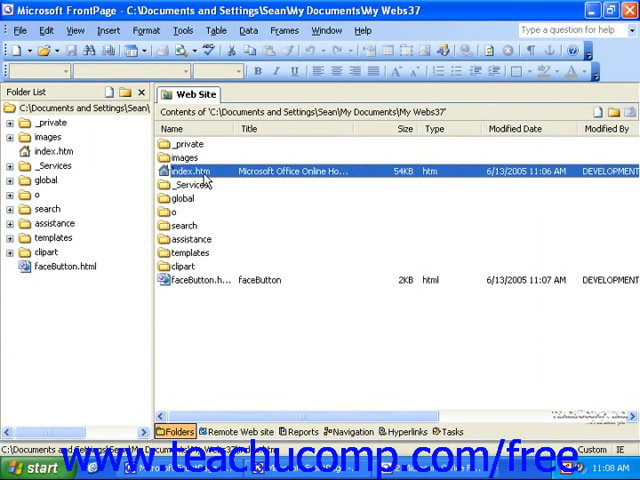 Microsoft FrontPage - C:\Documents and Settings\Sean\My Documents\My Webs37
File Edit View Insert Format Tools Table Data Frames Window Help
Type a question for help
Folder List
Web Site
C:\Documents and Settings\Sean\
Contents of 'C:\Documents and Settings\Sean\My Documents\My Webs37'
Name Title Size Type Modified Date Modified By
_private
images
index.htm
_Services
global
o
search
assistance
templates
clipart
faceButton.html
_private
images
index.htm Microsoft Office Online Ho... 54KB htm 6/13/2005 11:06 AM DEVELOPMENT
_Services
global
o
search
assistance
templates
clipart
faceButton.h... faceButton 2KB html 6/13/2005 11:07 AM DEVELOPMENT
TEACHUCOMP, INC.
Folders Remote Web site Reports Navigation Hyperlinks Tasks
Custom IE
www.teachucomp.com/free
start
11:08 AM